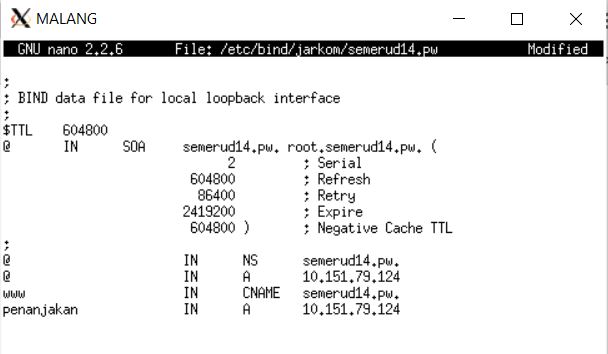 MALANG
GNU nano 2.2.6 File: /etc/bind/jarkom/semerud14.pw Modified
;
; BIND data file for local loopback interface
;
$TTL 604800
@ IN SOA semerud14.pw. root.semerud14.pw. (
2 ; Serial
604800 ; Refresh
86400 ; Retry
2419200 ; Expire
604800 ) ; Negative Cache TTL
;
@ IN NS semerud14.pw.
@ IN A 10.151.79.124
www IN CNAME semerud14.pw.
penanjakan IN A 10.151.79.124